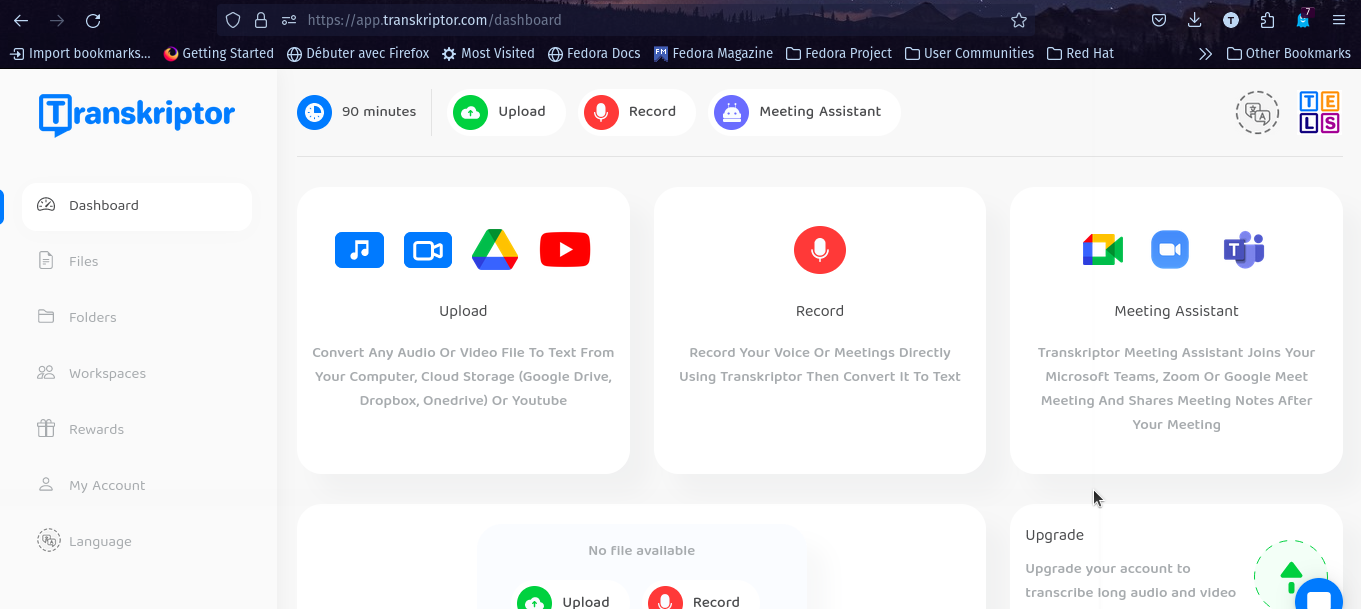 https://app.transkriptor.com/dashboard
T
7
Import bookmarks...
Getting Started
Débuter avec Firefox
Most Visited
Fedora Docs
FM
Fedora Magazine
Fedora Project
User Communities
Red Hat
Other Bookmarks
Transkriptor
90 minutes
Upload
Record
Meeting Assistant
TE
LS
Dashboard
Files
Folders
Workspaces
Rewards
My Account
Language
Upload
Convert Any Audio Or Video File To Text From
Your Computer, Cloud Storage (Google Drive,
Dropbox, Onedrive) Or Youtube
Record
Record Your Voice Or Meetings Directly
Using Transkriptor Then Convert It To Text
T
Meeting Assistant
Transkriptor Meeting Assistant Joins Your
Microsoft Teams, Zoom Or Google Meet
Meeting And Shares Meeting Notes After
Your Meeting
No file available
Upload
Record
Upgrade
Upgrade your account to
transcribe long audio and video